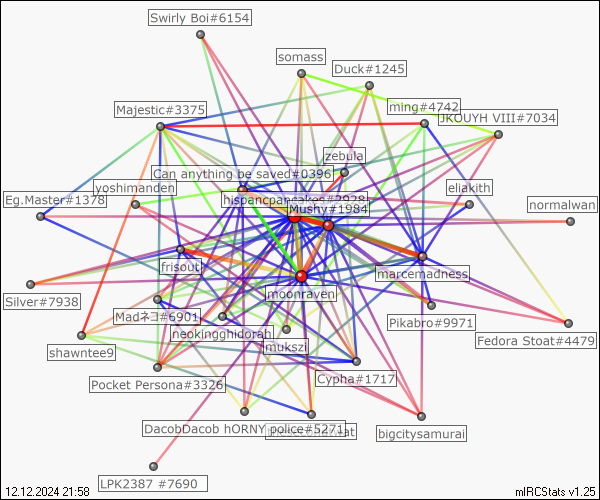 Swirly Boi#6154
somass
Duck#1245
Majestic#3375
ming#4742
JKOUYH VIII#7034
zebula
Can anything be saved#0396
yoshimanden
eliakith
Eg.Master#1378
hispancpancakes#2928
normalwan
Mushy#1984
frisout
marcemadness
moonraven
Silver#7938
Madネコ#6901
Pikabro#9971
neokingghidorah
Fedora Stoat#4479
mukszi
shawntee9
Cypha#1717
Pocket Persona#3326
DacobDacob hORNY police#5271
bigcitysamurai
LPK2387 #7690
12.12.2024 21:58
mIRCStats v1.25